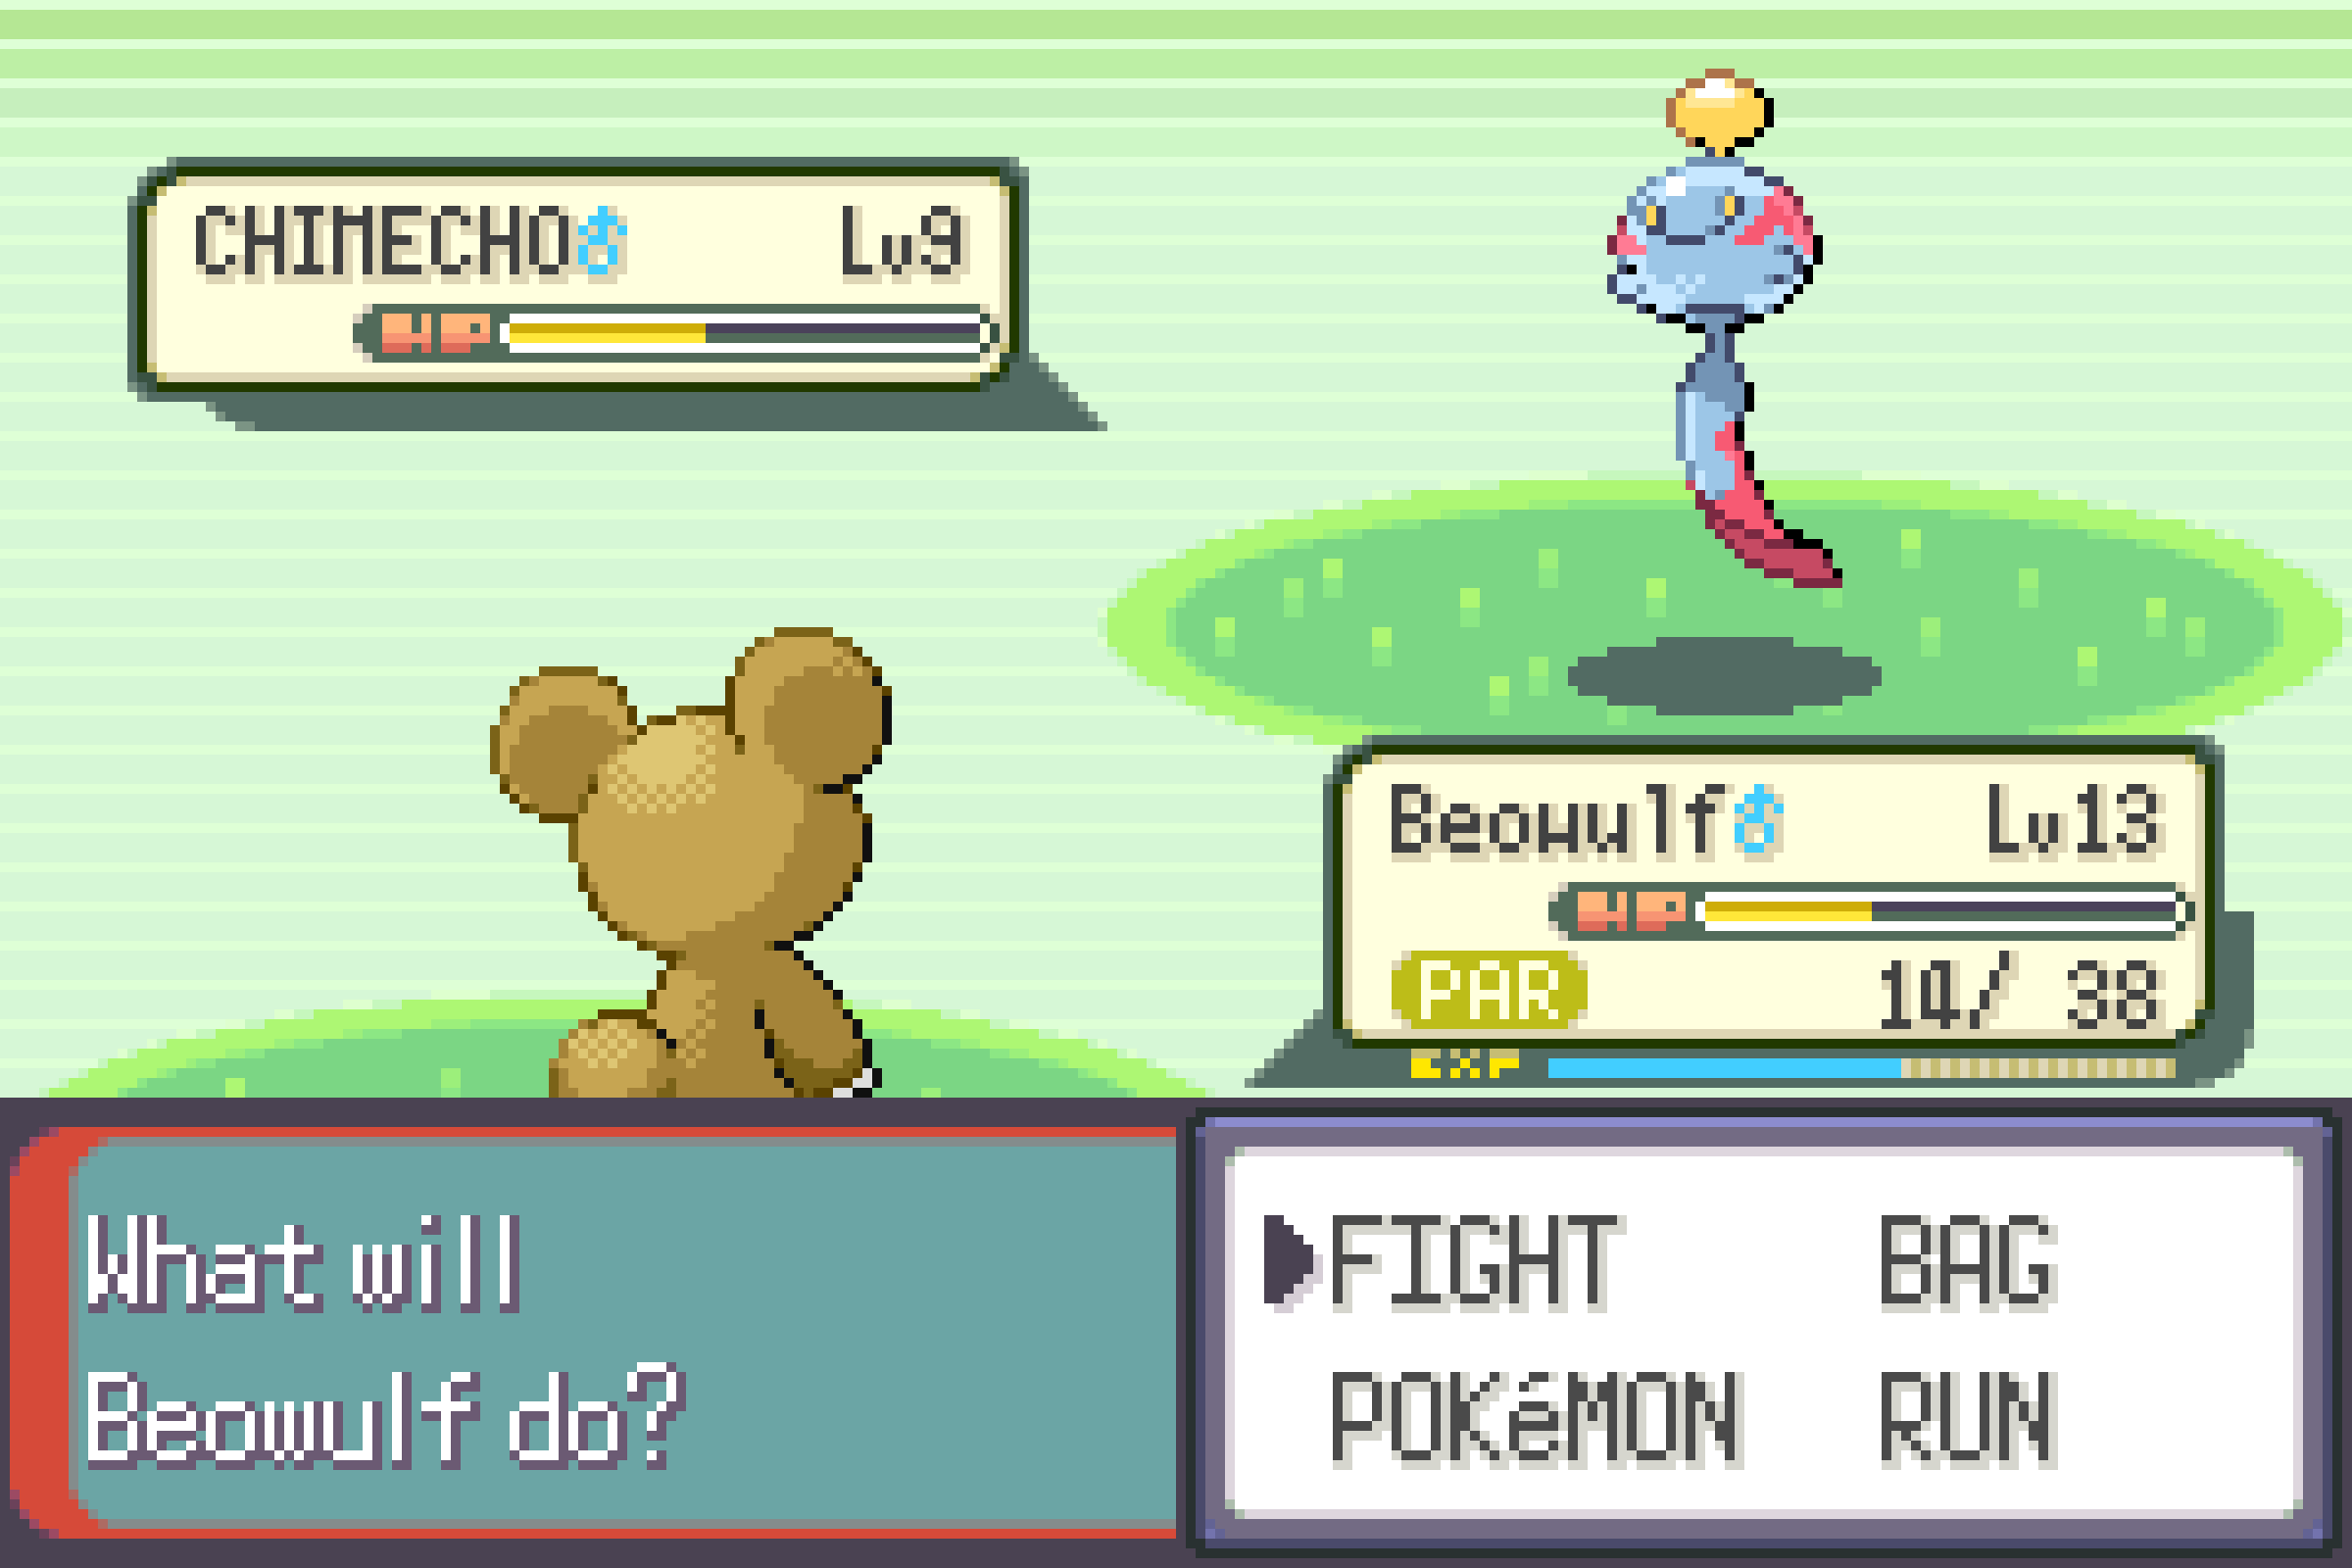 CHIMECHO♂ Lv9
HP
Beowulf♂ Lv13
HP
PAR 14/ 38
EXP
What will
Beowulf do?
FIGHT BAG
POKéMON RUN